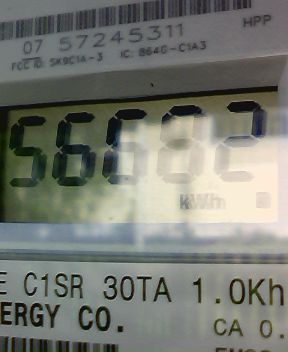 07 57245311 HPP
FCC ID: SK9C1A-3 IC: 864G-C1A3
56682
kWh
E C1SR 30TA 1.0Kh
ERGY CO. CA 0.